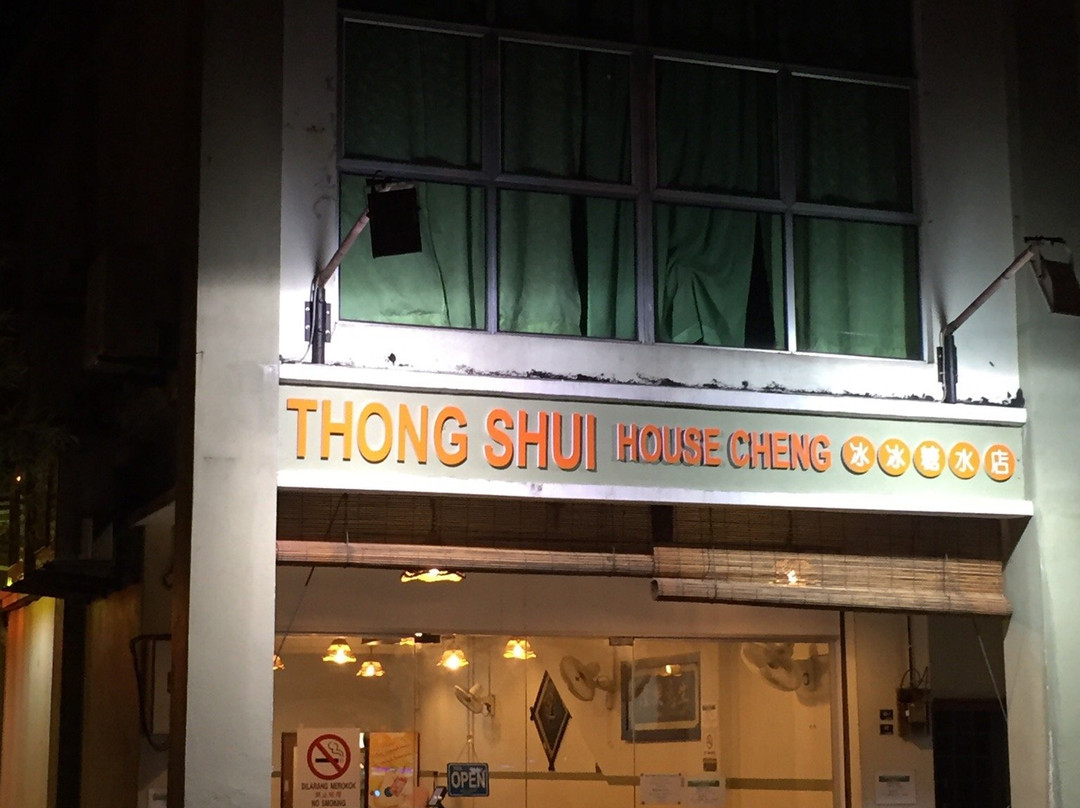 THONG SHUI HOUSE CHENG 冰冰糖水店
OPEN
DILARANG MEROKOK
NO SMOKING